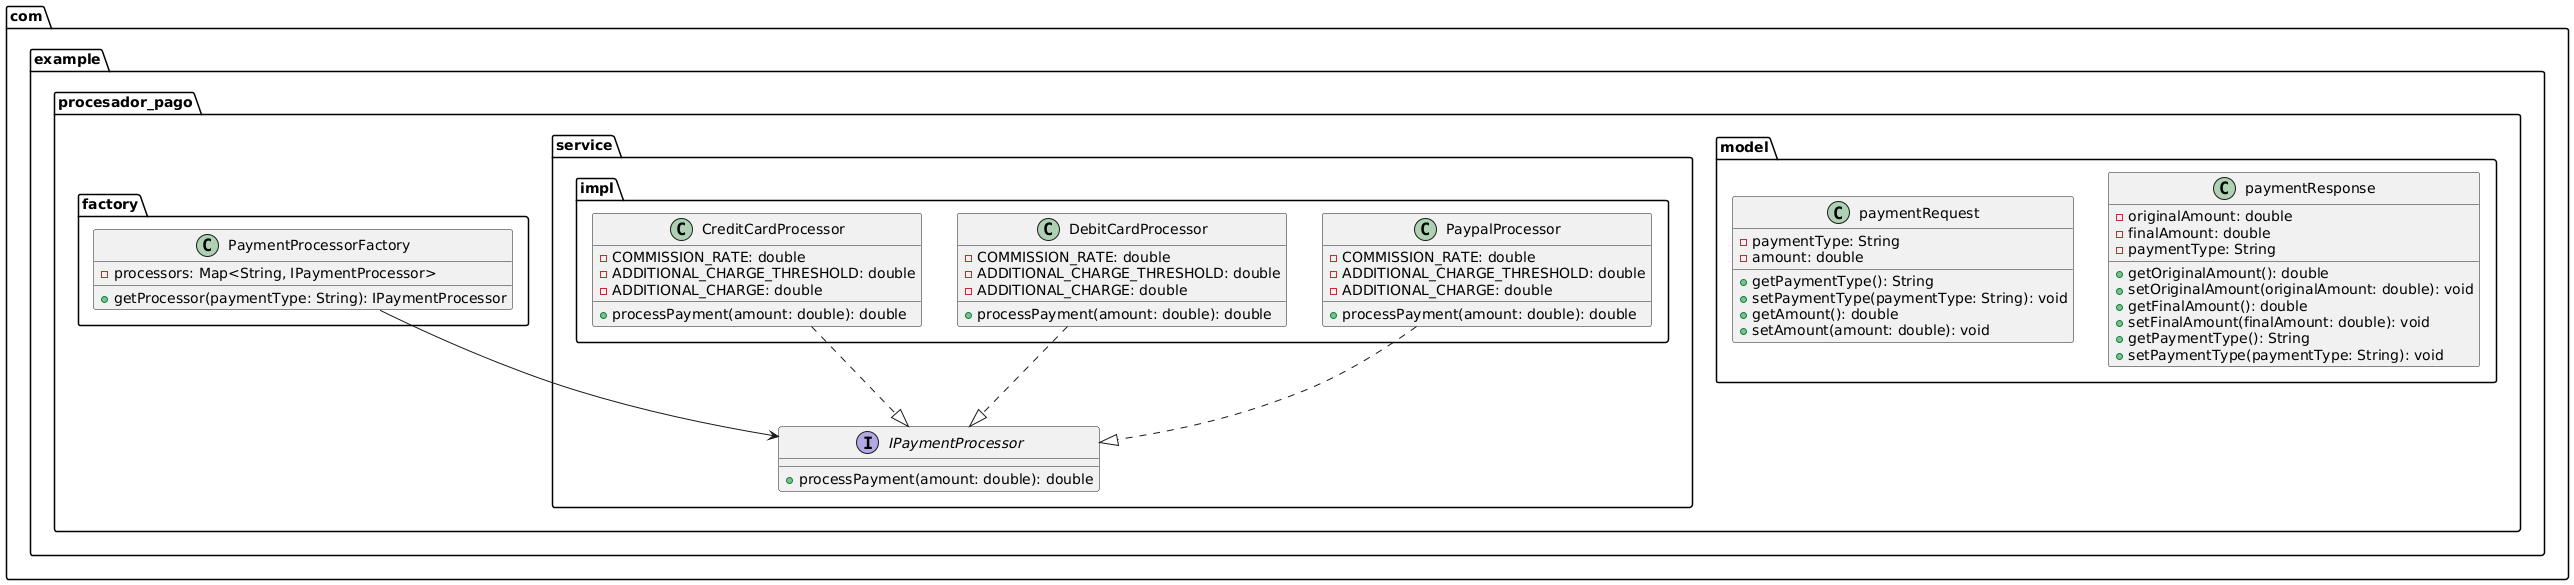 com
example
procesador_pago
factory
C PaymentProcessorFactory
processors: Map<String, IPaymentProcessor>
getProcessor(paymentType: String): IPaymentProcessor
service
impl
C CreditCardProcessor
COMMISSION_RATE: double
ADDITIONAL_CHARGE_THRESHOLD: double
ADDITIONAL_CHARGE: double
processPayment(amount: double): double
C DebitCardProcessor
COMMISSION_RATE: double
ADDITIONAL_CHARGE_THRESHOLD: double
ADDITIONAL_CHARGE: double
processPayment(amount: double): double
C PaypalProcessor
COMMISSION_RATE: double
ADDITIONAL_CHARGE_THRESHOLD: double
ADDITIONAL_CHARGE: double
processPayment(amount: double): double
I IPaymentProcessor
processPayment(amount: double): double
model
C paymentRequest
paymentType: String
amount: double
getPaymentType(): String
setPaymentType(paymentType: String): void
getAmount(): double
setAmount(amount: double): void
C paymentResponse
originalAmount: double
finalAmount: double
paymentType: String
getOriginalAmount(): double
setOriginalAmount(originalAmount: double): void
getFinalAmount(): double
setFinalAmount(finalAmount: double): void
getPaymentType(): String
setPaymentType(paymentType: String): void